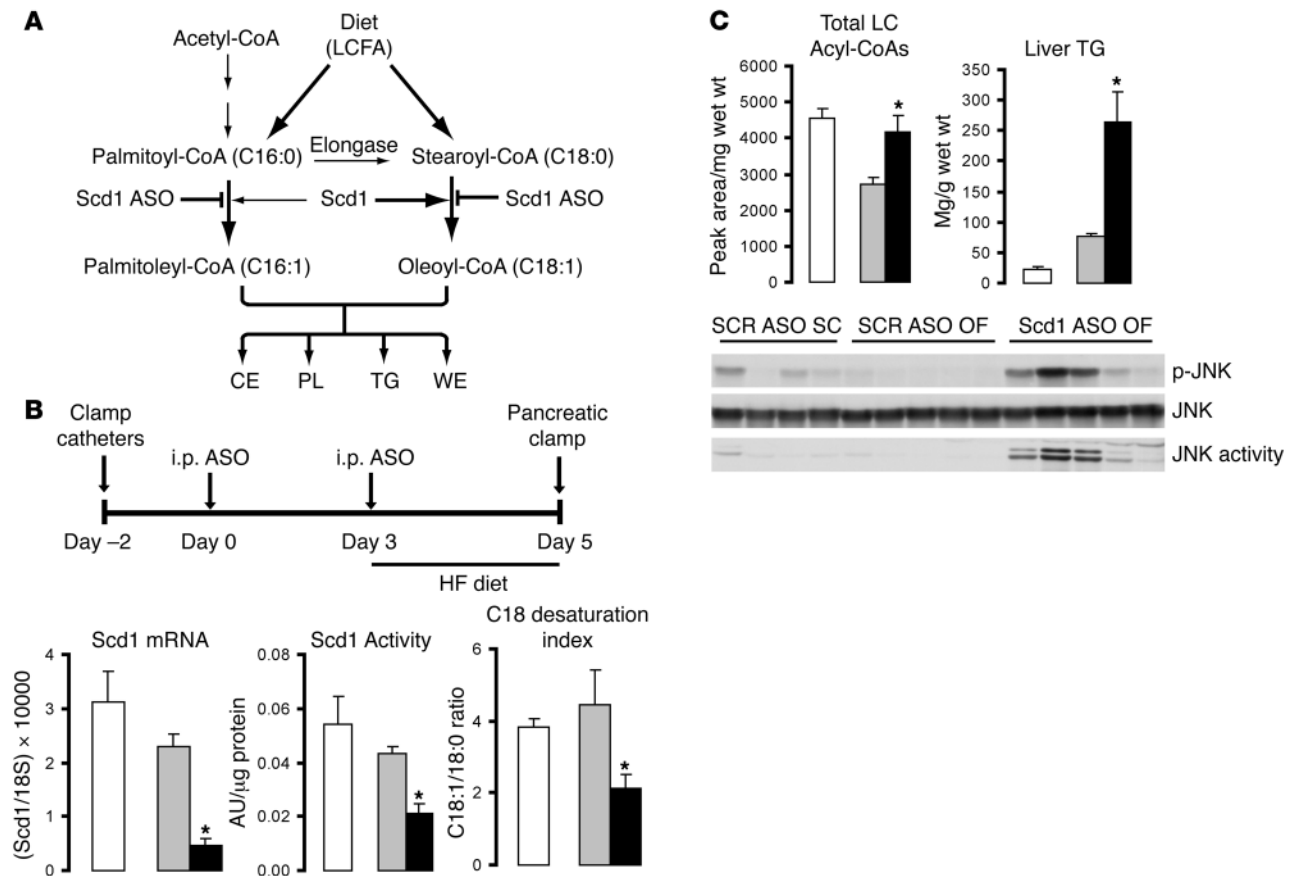 A
Acetyl-CoA
Diet
(LCFA)
Palmitoyl-CoA (C16:0)
Elongase
Stearoyl-CoA (C18:0)
Scd1 ASO
Scd1
Scd1 ASO
Palmitoleyl-CoA (C16:1)
Oleoyl-CoA (C18:1)
CE
PL
TG
WE
B
Clamp
catheters
i.p. ASO
i.p. ASO
Pancreatic
clamp
Day –2
Day 0
Day 3
Day 5
HF diet
Scd1 mRNA
(Scd1/18S) × 10000
4
3
2
1
0
*
Scd1 Activity
AU/μg protein
0.08
0.06
0.04
0.02
0.00
*
C18 desaturation
index
C18:1/18:0 ratio
6
4
2
0
*
C
Total LC
Acyl-CoAs
Peak area/mg wet wt
6000
5000
4000
3000
2000
1000
0
*
Liver TG
Mg/g wet wt
350
300
250
200
150
100
50
0
*
SCR ASO SC
SCR ASO OF
Scd1 ASO OF
p-JNK
JNK
JNK activity